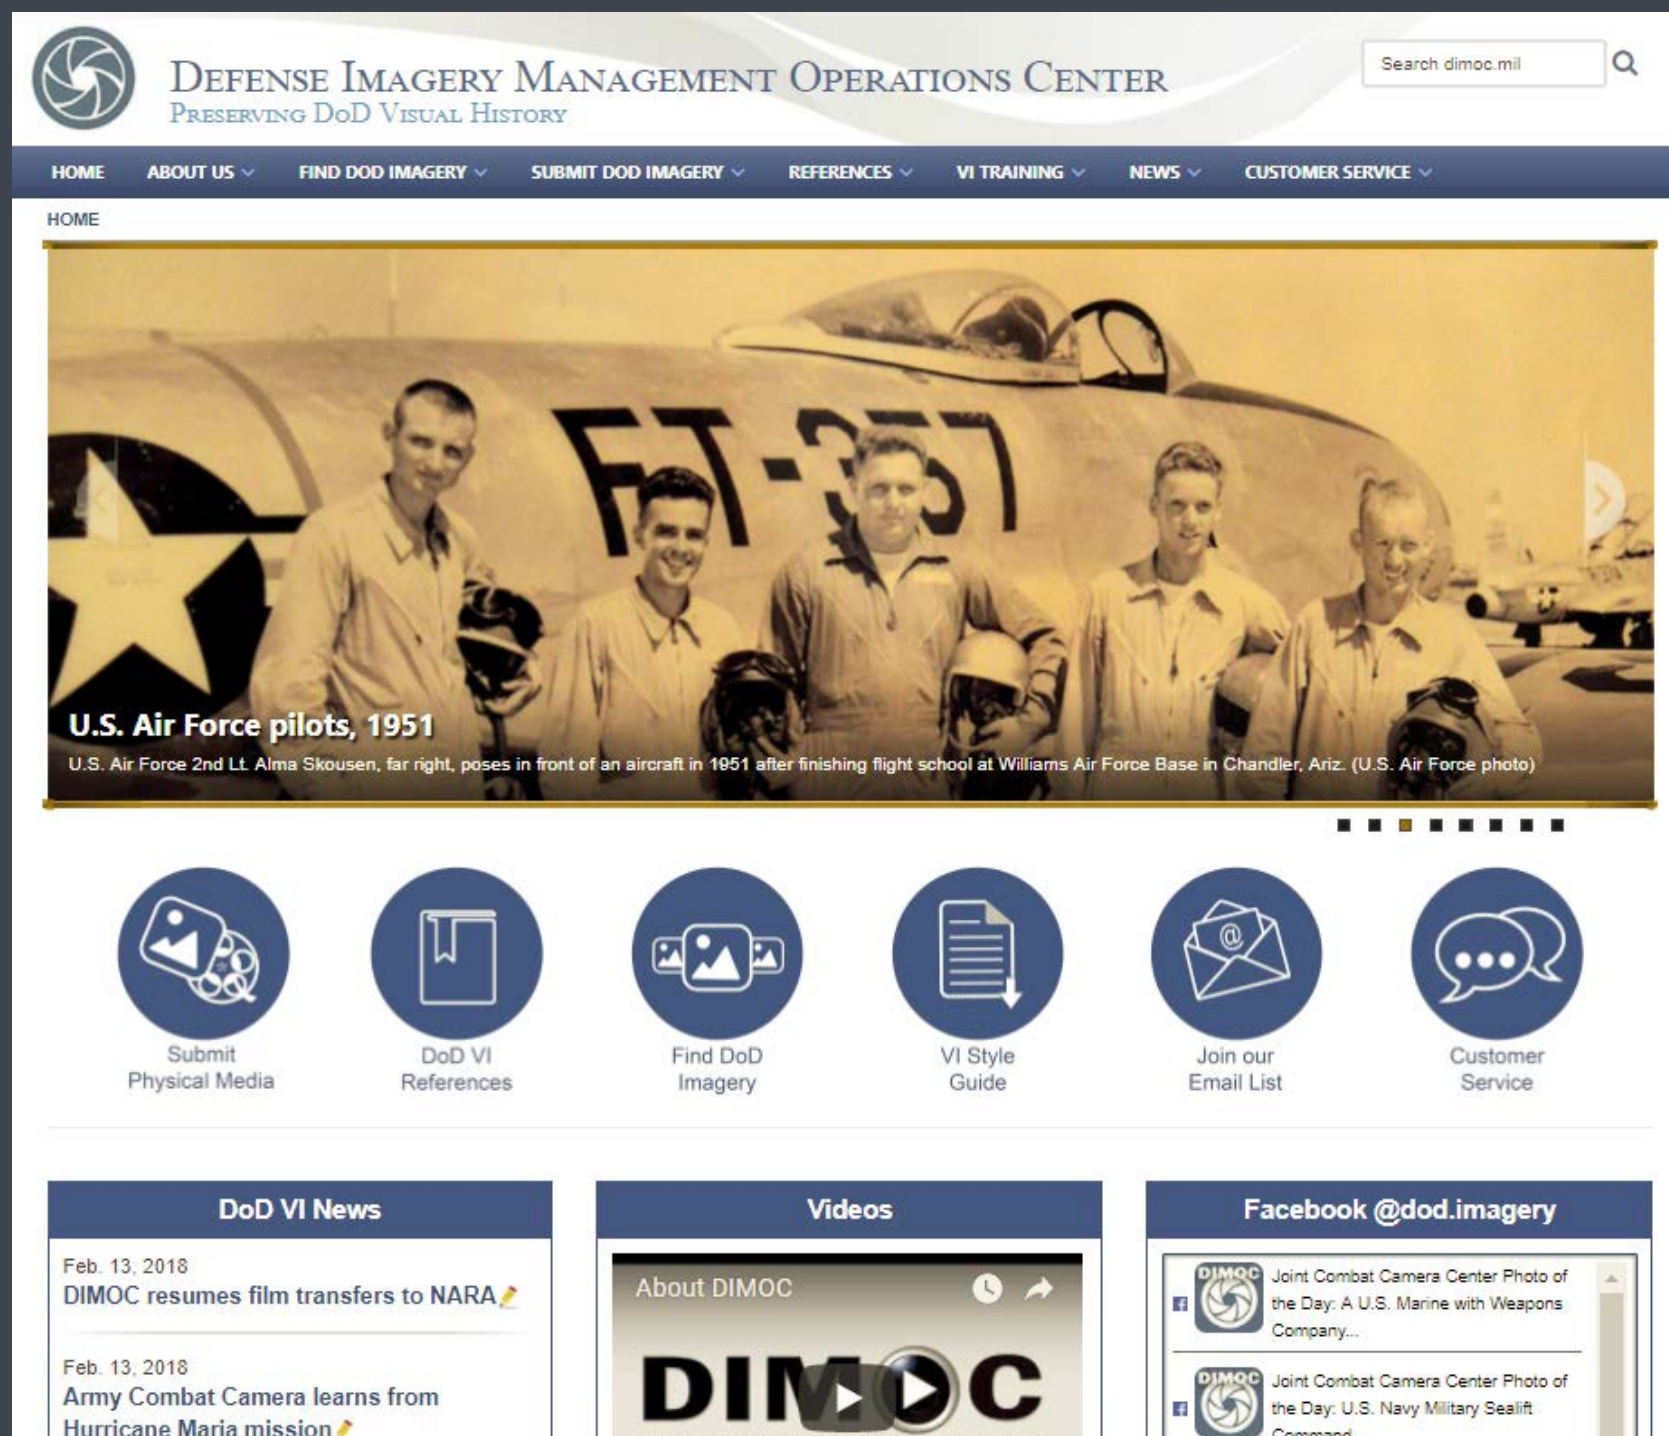 DEFENSE IMAGERY MANAGEMENT OPERATIONS CENTER
PRESERVING DOD VISUAL HISTORY
Search dimoc.mil
HOME ABOUT US FIND DOD IMAGERY SUBMIT DOD IMAGERY REFERENCES VI TRAINING NEWS CUSTOMER SERVICE
HOME
FT-357
U.S. Air Force pilots, 1951
U.S. Air Force 2nd Lt. Alma Skousen, far right, poses in front of an aircraft in 1951 after finishing flight school at Williams Air Force Base in Chandler, Ariz. (U.S. Air Force photo)
Submit
Physical Media
DoD VI
References
Find DoD
Imagery
VI Style
Guide
@
Join our
Email List
Customer
Service
DoD VI News
Feb. 13, 2018
DIMOC resumes film transfers to NARA
Feb. 13, 2018
Army Combat Camera learns from
Hurricane Maria mission
Videos
About DIMOC
DIMOC
Facebook @dod.imagery
DIMOC
Joint Combat Camera Center Photo of
the Day: A U.S. Marine with Weapons
Company...
DIMOC
Joint Combat Camera Center Photo of
the Day: U.S. Navy Military Sealift
Command